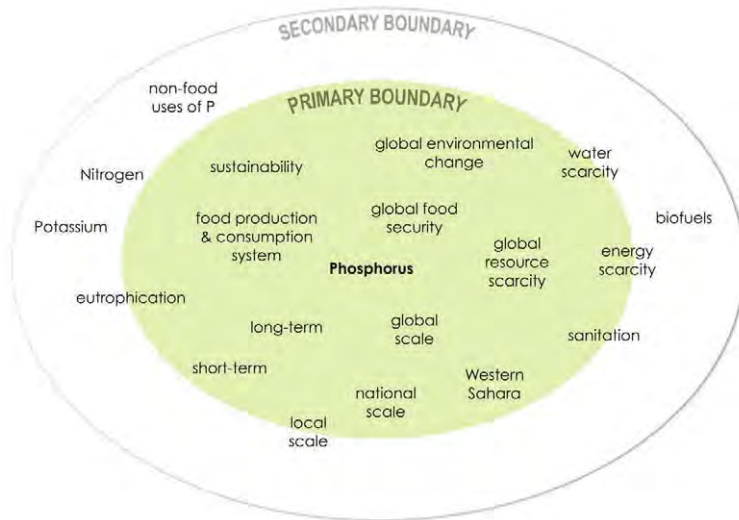 SECONDARY BOUNDARY
non-food
uses of P
PRIMARY BOUNDARY
global environmental
change
water
scarcity
sustainability
Nitrogen
Potassium
food production
& consumption
system
global food
security
biofuels
global
resource
scarcity
energy
scarcity
Phosphorus
eutrophication
long-term
global
scale
sanitation
short-term
Western
Sahara
national
scale
local
scale